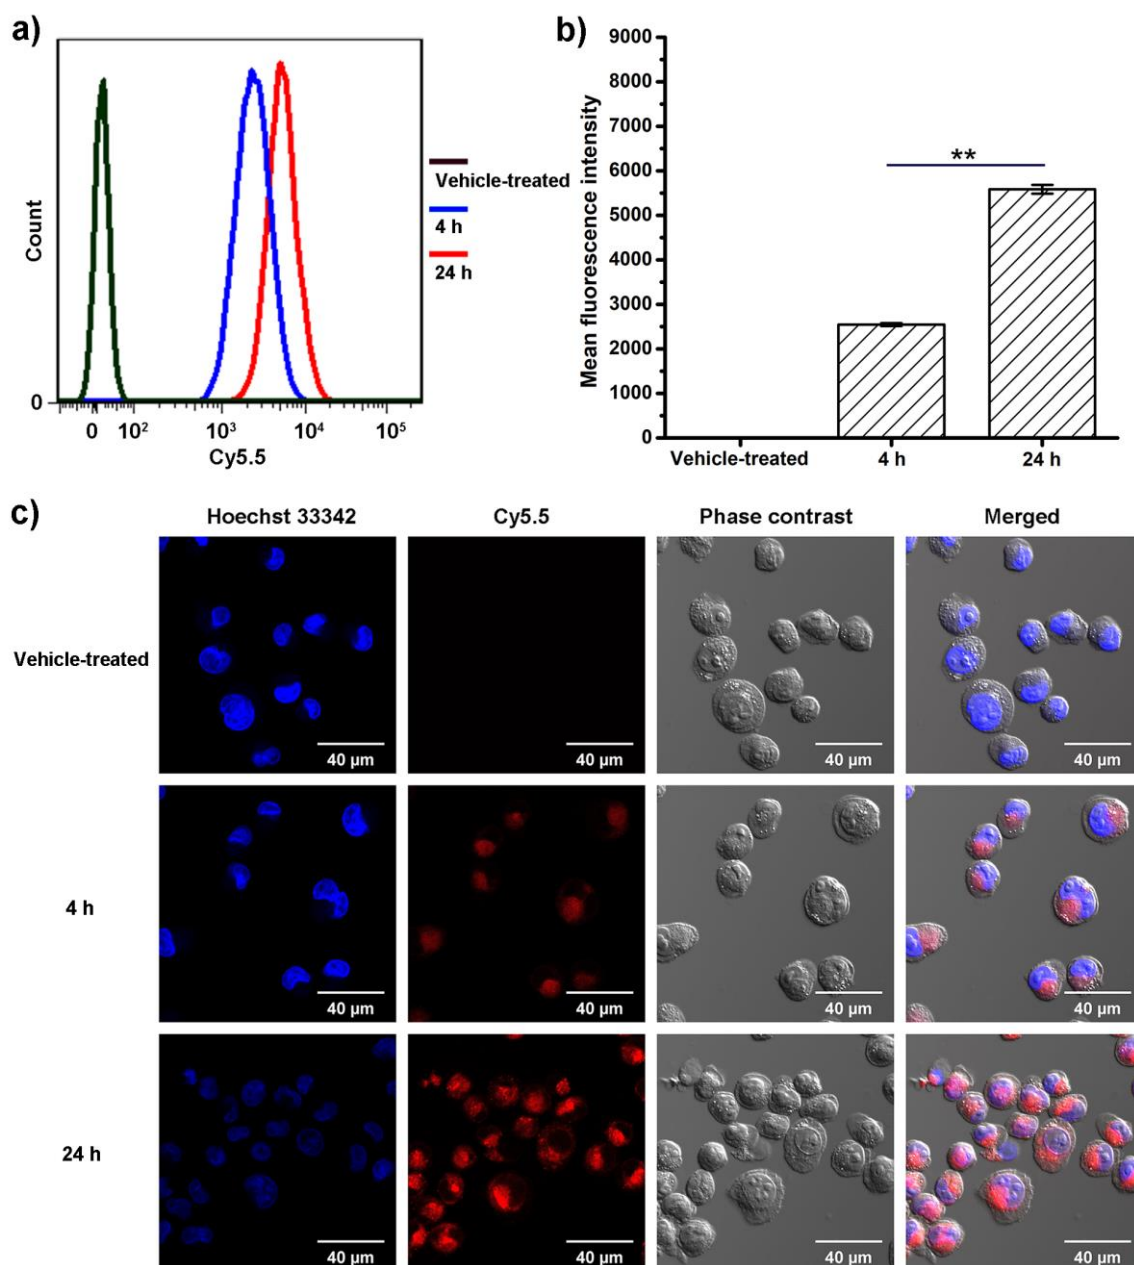 a)
Count
0
0 10² 10³ 10⁴ 10⁵
Cy5.5
Vehicle-treated
4 h
24 h
b)
Mean fluorescence intensity
9000
8000
7000
6000
5000
4000
3000
2000
1000
0
**
Vehicle-treated 4 h 24 h
c)
Hoechst 33342 Cy5.5 Phase contrast Merged
Vehicle-treated
40 µm 40 µm 40 µm 40 µm
4 h
40 µm 40 µm 40 µm 40 µm
24 h
40 µm 40 µm 40 µm 40 µm